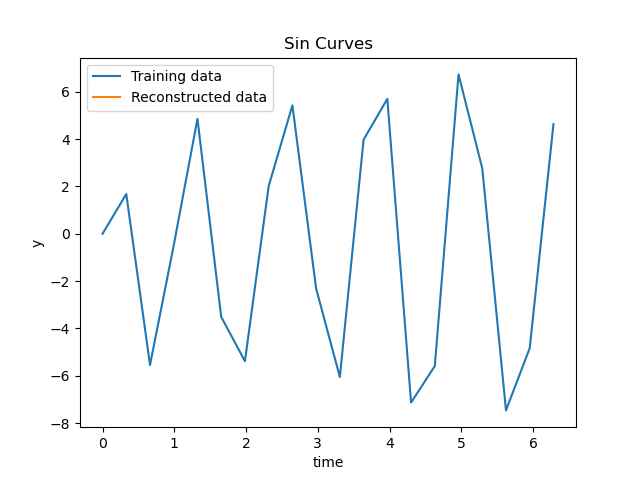 Sin Curves
Training data
Reconstructed data
6
4
2
0
−2
−4
−6
−8
y
0 1 2 3 4 5 6
time